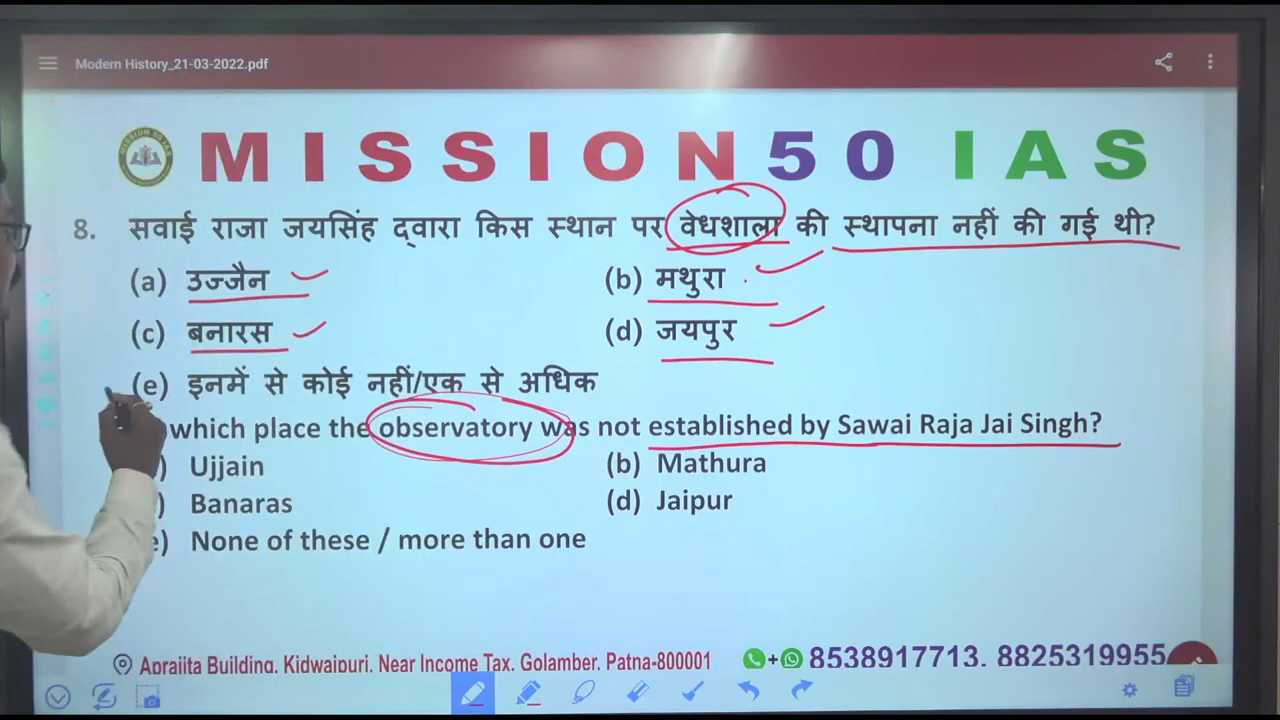 Modern History_21-03-2022.pdf
MISSION 50 IAS
8. सवाई राजा जयसिंह द्वारा किस स्थान पर वेधशाला की स्थापना नहीं की गई थी?
(a) उज्जैन (b) मथुरा
(c) बनारस (d) जयपुर
(e) इनमें से कोई नहीं/एक से अधिक
which place the observatory was not established by Sawai Raja Jai Singh?
) Ujjain (b) Mathura
) Banaras (d) Jaipur
e) None of these / more than one
Aprajita Building, Kidwaipuri, Near Income Tax, Golamber, Patna-800001 + 8538917713, 8825319955